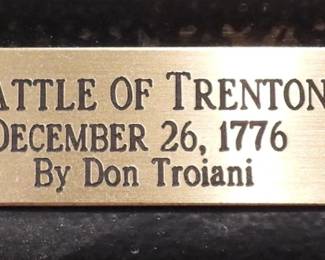 ATTLE OF TRENTON
DECEMBER 26, 1776
By Don Troiani